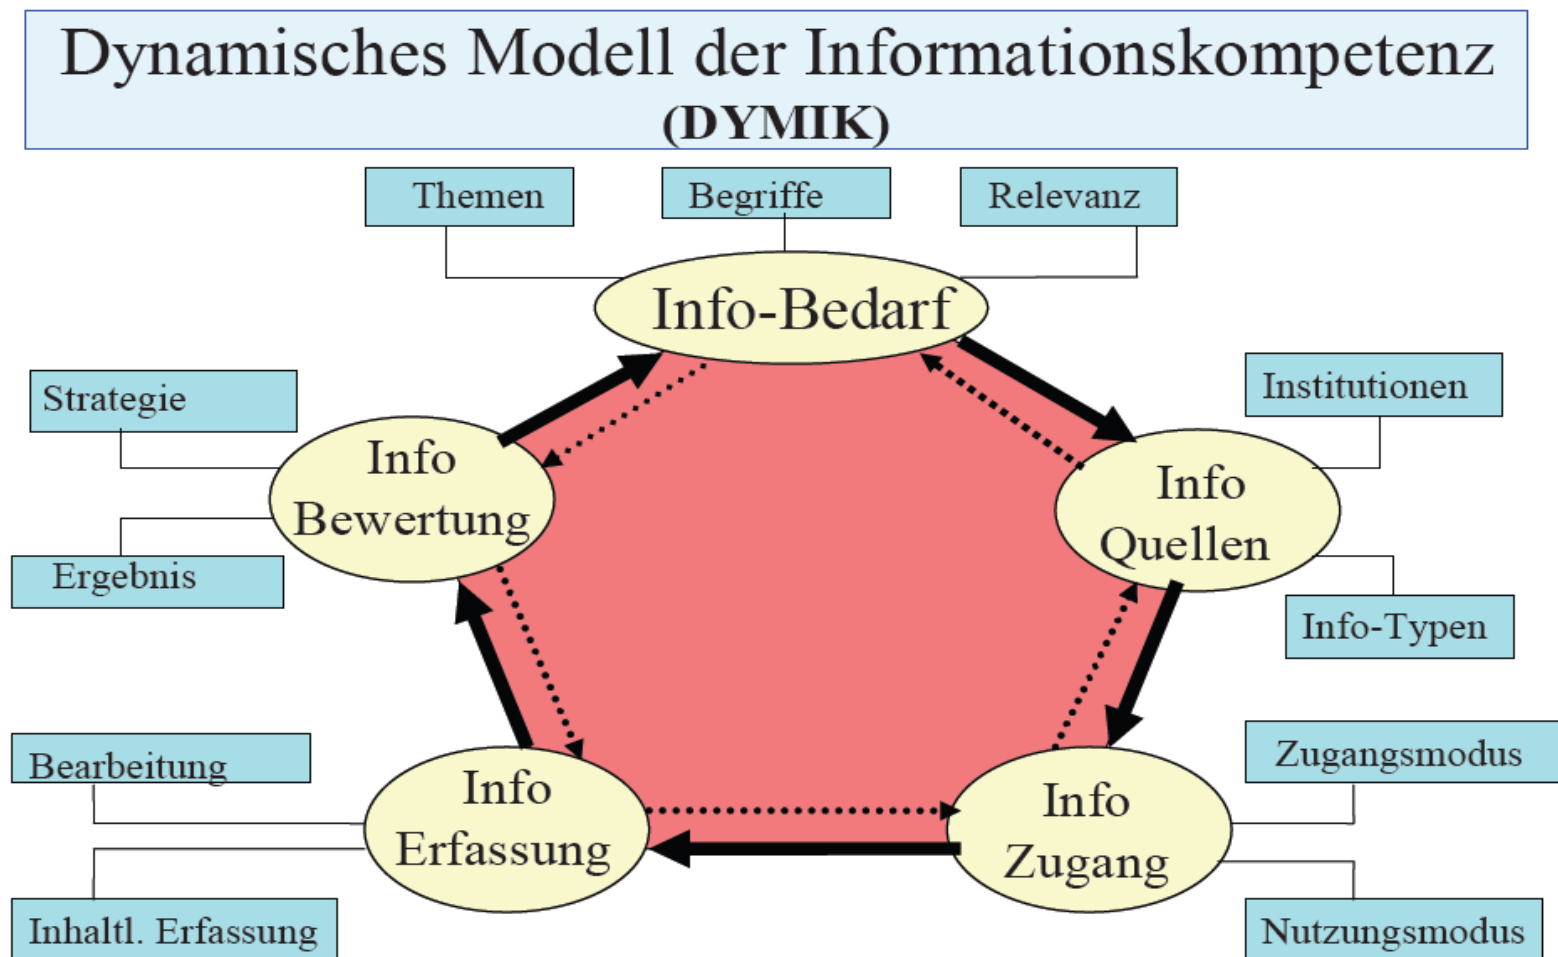 Dynamisches Modell der Informationskompetenz
(DYMIK)
Themen
Begriffe
Relevanz
Info-Bedarf
Strategie
Institutionen
Info
Bewertung
Info
Quellen
Ergebnis
Info-Typen
Bearbeitung
Zugangsmodus
Info
Erfassung
Info
Zugang
Inhaltl. Erfassung
Nutzungsmodus